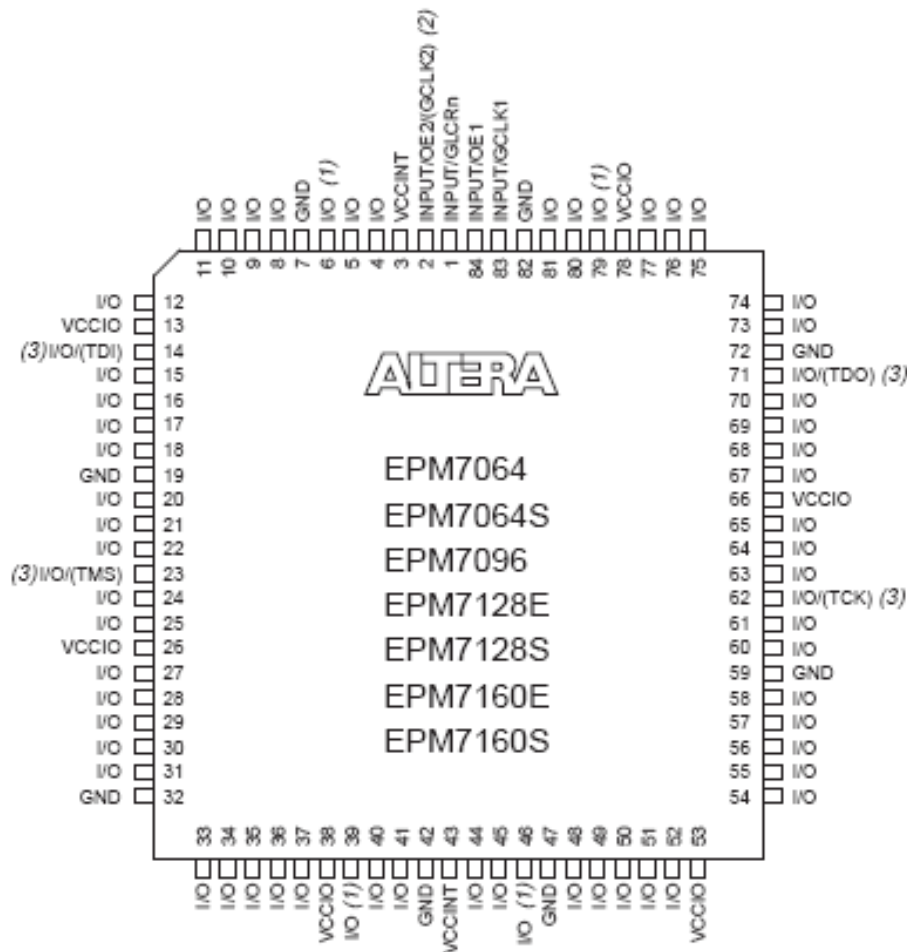 I/O
I/O
I/O
I/O
GND
I/O (1)
I/O
I/O
VCCINT
INPUT/OE2/(GCLK2) (2)
INPUT/GLCRn
INPUT/OE1
INPUT/GCLK1
GND
I/O
I/O
I/O (1)
VCCIO
I/O
I/O
I/O
11 10 9 8 7 6 5 4 3 2 1 84 83 82 81 80 79 78 77 76 75
I/O 12
VCCIO 13
(3) I/O/(TDI) 14
I/O 15
I/O 16
I/O 17
I/O 18
GND 19
I/O 20
I/O 21
I/O 22
(3) I/O/(TMS) 23
I/O 24
I/O 25
VCCIO 26
I/O 27
I/O 28
I/O 29
I/O 30
I/O 31
GND 32
ALTERA
EPM7064
EPM7064S
EPM7096
EPM7128E
EPM7128S
EPM7160E
EPM7160S
74 I/O
73 I/O
72 GND
71 I/O/(TDO) (3)
70 I/O
69 I/O
68 I/O
67 I/O
66 VCCIO
65 I/O
64 I/O
63 I/O
62 I/O/(TCK) (3)
61 I/O
60 I/O
59 GND
58 I/O
57 I/O
56 I/O
55 I/O
54 I/O
33 34 35 36 37 38 39 40 41 42 43 44 45 46 47 48 49 50 51 52 53
I/O
I/O
I/O
I/O
I/O
VCCIO
I/O (1)
I/O
I/O
GND
VCCINT
I/O
I/O
I/O (1)
GND
I/O
I/O
I/O
I/O
I/O
VCCIO